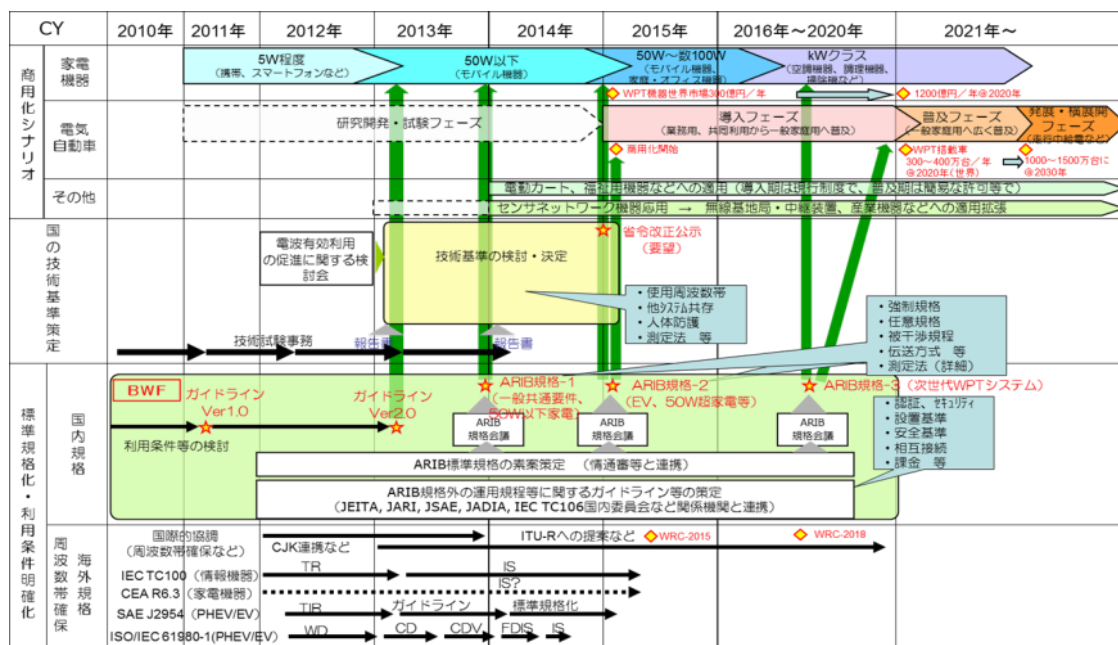 CY
2010年
2011年
2012年
2013年
2014年
2015年
2016年～2020年
2021年～
商用化シナリオ
家電
機器
5W程度
(携帯、スマートフォンなど)
50W以下
(モバイル機器)
50W～数100W
(モバイル機器、
家庭・オフィス機器)
kWクラス
(空調機器、調理機器、
掃除機など)
WPT機器世界市場300億円／年
1200億円／年@2020年
電気
自動車
研究開発・試験フェーズ
導入フェーズ
(業務用、共同利用から一般家庭用へ普及)
普及フェーズ
(一般家庭用へ広く普及)
発展・横展開
フェーズ
(走行中給電など)
商用化開始
WPT搭載車
300～400万台／年
@2020年(世界)
1000～1500万台に
@2030年
その他
電動カート、福祉用機器などへの適用（導入期は現行制度で、普及期は簡易な許可等で）
センサネットワーク機器応用 → 無線基地局・中継装置、産業機器などへの適用拡張
国の技術基準策定
電波有効利用
の促進に関する検
討会
技術基準の検討・決定
省令改正公示
(要望)
・使用周波数帯
・他システム共存
・人体防護
・測定法 等
・強制規格
・任意規格
・被干渉規程
・伝送方式 等
・測定法（詳細）
技術試験事務
報告書
報告書
標準規格化・利用条件明確化
国内規格
BWF
ガイドライン
Ver1.0
ガイドライン
Ver2.0
ARIB規格-1
(一般共通要件、
50W以下家電)
ARIB規格-2
(EV、50W超家電等)
ARIB規格-3 (次世代WPTシステム)
利用条件等の検討
ARIB
規格会議
ARIB
規格会議
ARIB
規格会議
・認証、セキュリティ
・設置基準
・安全基準
・相互接続
・課金 等
ARIB標準規格の素案策定 （情通審等と連携）
ARIB規格外の運用規程等に関するガイドライン等の策定
(JEITA, JARI, JSAE, JADIA, IEC TC106国内委員会など関係機関と連携)
周波数帯確保
海外規格
国際的協調
(周波数帯確保など)
CJK連携など
ITU-Rへの提案など
WRC-2015
WRC-2018
IEC TC100 (情報機器)
TR
IS
CEA R6.3 (家電機器)
IS?
SAE J2954 (PHEV/EV)
TIR
ガイドライン
標準規格化
ISO/IEC 61980-1(PHEV/EV)
WD
CD
CDV
FDIS
IS